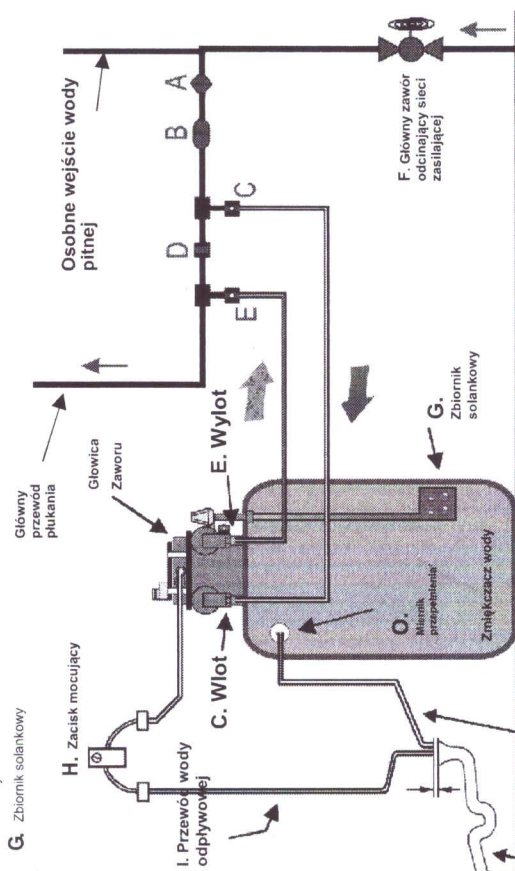 G. Zbiornik solankowy
H. Zacisk mocujący
I. Przewód wody
odpływowej
Główny
przewód
płukania
Głowica
Zaworu
C. Wlot
E. Wylot
O.
Miernik
przepełnienia'
Zmiękczacz wody
G.
Zbiornik
solankowy
Osobne wejście wody
pitnej
A
B
C
D
E
F. Główny zawór
odcinający sieci
zasilającej